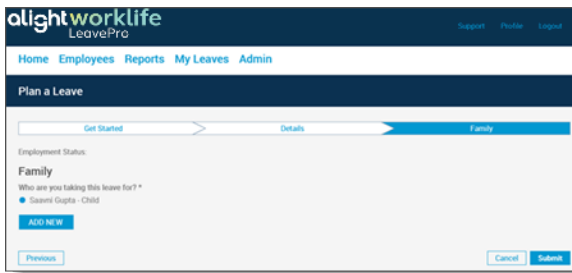 alightworklife
LeavePro
Support Profile Logout
Home Employees Reports My Leaves Admin
Plan a Leave
Get Started Details Family
Employment Status:
Family
Who are you taking this leave for? *
Saavni Gupta - Child
ADD NEW
Previous Cancel Submit